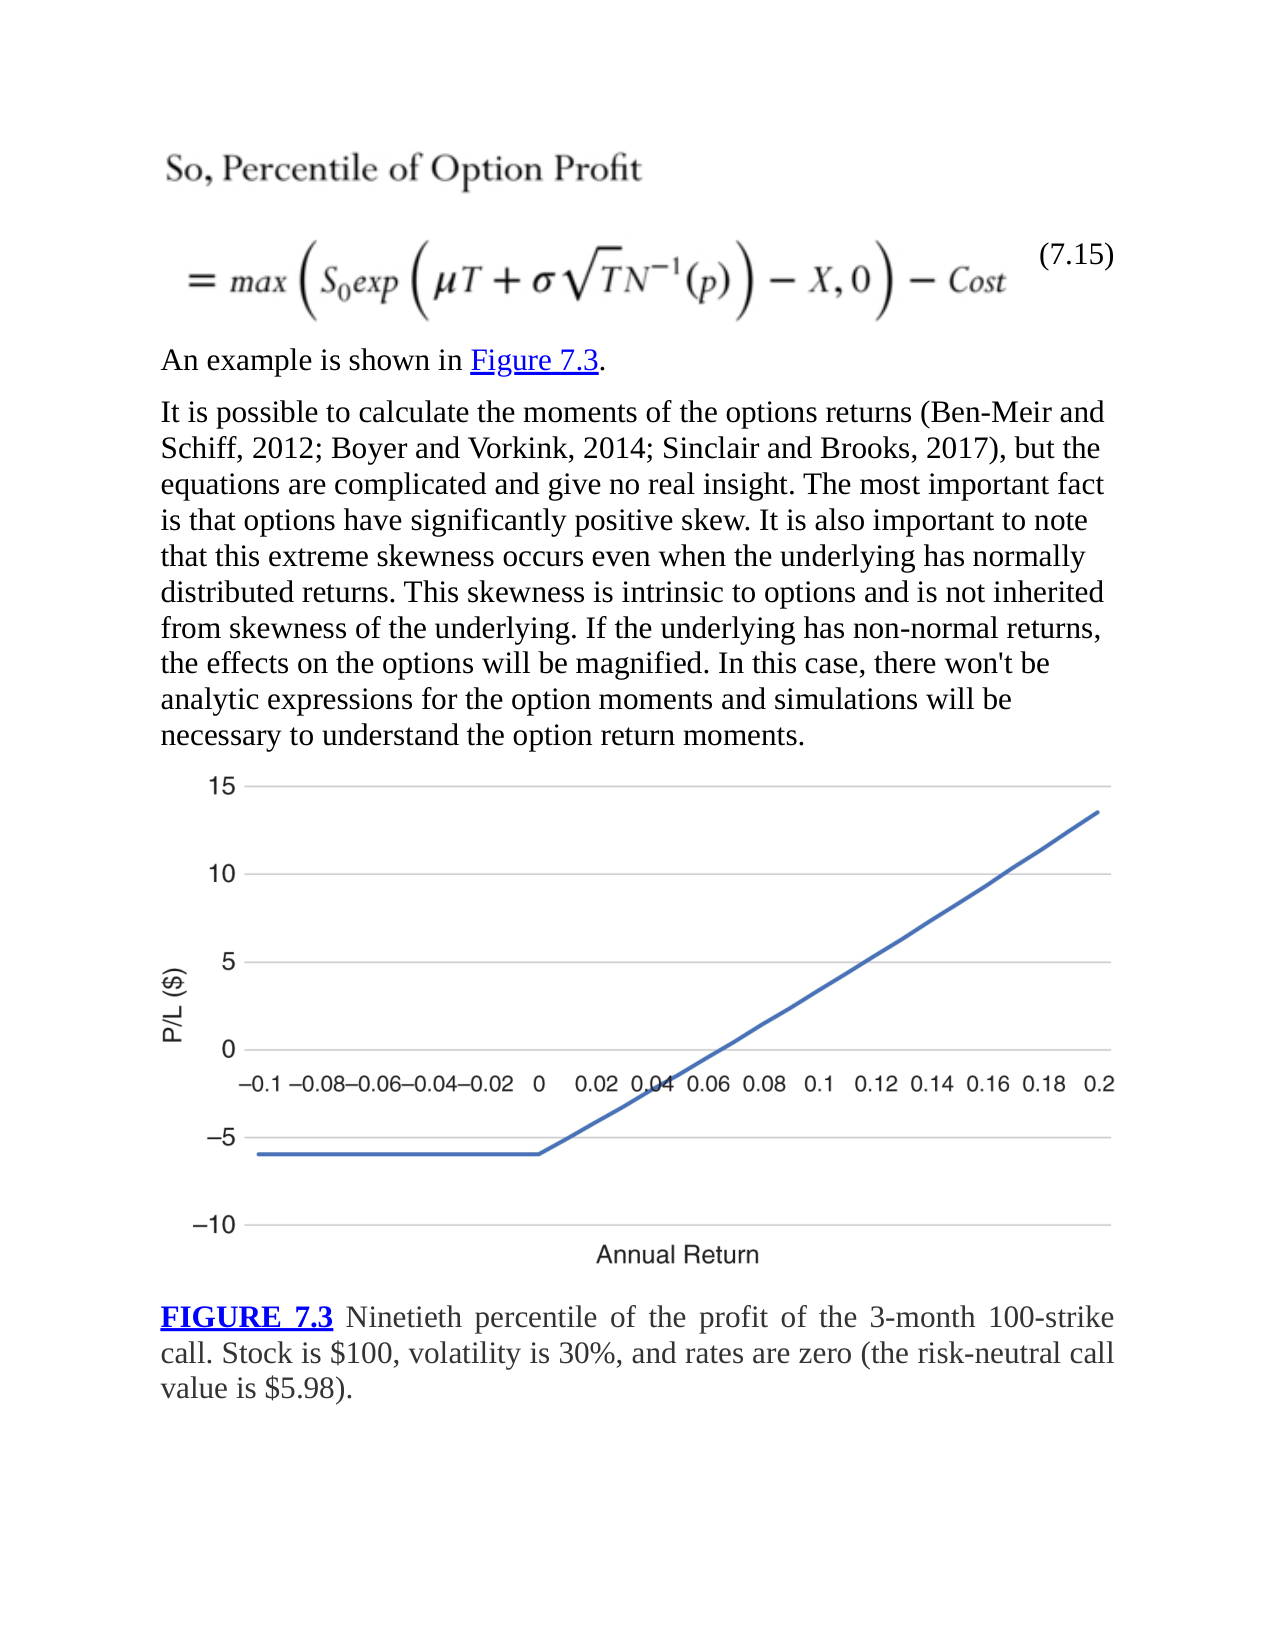 So, Percentile of Option Profit
= max(S₀exp(μT + σ√T N⁻¹(p)) − X, 0) − Cost
(7.15)
An example is shown in Figure 7.3.
It is possible to calculate the moments of the options returns (Ben-Meir and
Schiff, 2012; Boyer and Vorkink, 2014; Sinclair and Brooks, 2017), but the
equations are complicated and give no real insight. The most important fact
is that options have significantly positive skew. It is also important to note
that this extreme skewness occurs even when the underlying has normally
distributed returns. This skewness is intrinsic to options and is not inherited
from skewness of the underlying. If the underlying has non-normal returns,
the effects on the options will be magnified. In this case, there won't be
analytic expressions for the option moments and simulations will be
necessary to understand the option return moments.
15
10
5
P/L ($)
0
–0.1 –0.08–0.06–0.04–0.02 0 0.02 0.04 0.06 0.08 0.1 0.12 0.14 0.16 0.18 0.2
–5
–10
Annual Return
FIGURE 7.3 Ninetieth percentile of the profit of the 3-month 100-strike
call. Stock is $100, volatility is 30%, and rates are zero (the risk-neutral call
value is $5.98).